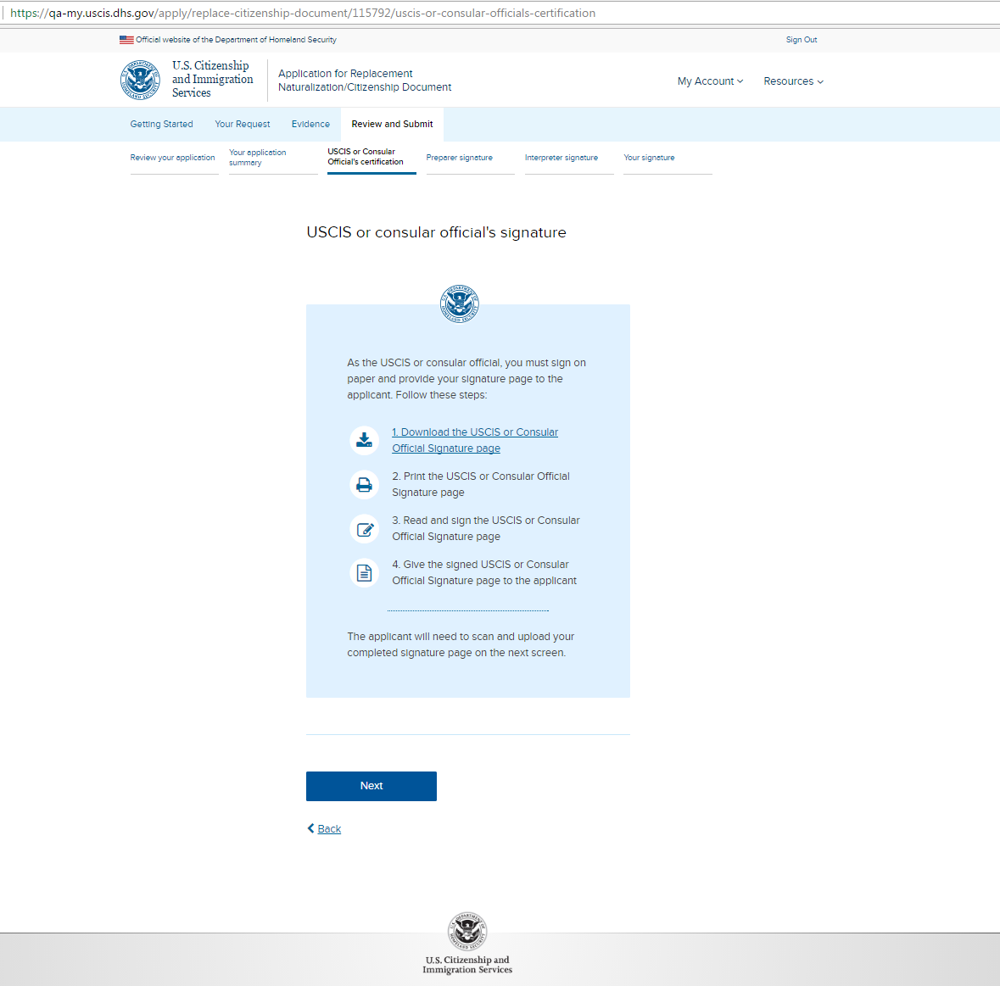 https://qa-my.uscis.dhs.gov/apply/replace-citizenship-document/115792/uscis-or-consular-officials-certification
Official website of the Department of Homeland Security
Sign Out
U.S. Citizenship
and Immigration
Services
Application for Replacement
Naturalization/Citizenship Document
My Account
Resources
Getting Started
Your Request
Evidence
Review and Submit
Review your application
Your application
summary
USCIS or Consular
Official's certification
Preparer signature
Interpreter signature
Your signature
USCIS or consular official's signature
U.S. DEPARTMENT OF HOMELAND SECURITY
As the USCIS or consular official, you must sign on
paper and provide your signature page to the
applicant. Follow these steps:
1. Download the USCIS or Consular
Official Signature page
2. Print the USCIS or Consular Official
Signature page
3. Read and sign the USCIS or Consular
Official Signature page
4. Give the signed USCIS or Consular
Official Signature page to the applicant
The applicant will need to scan and upload your
completed signature page on the next screen.
Next
Back
U.S. DEPARTMENT OF HOMELAND SECURITY
U.S. Citizenship and
Immigration Services